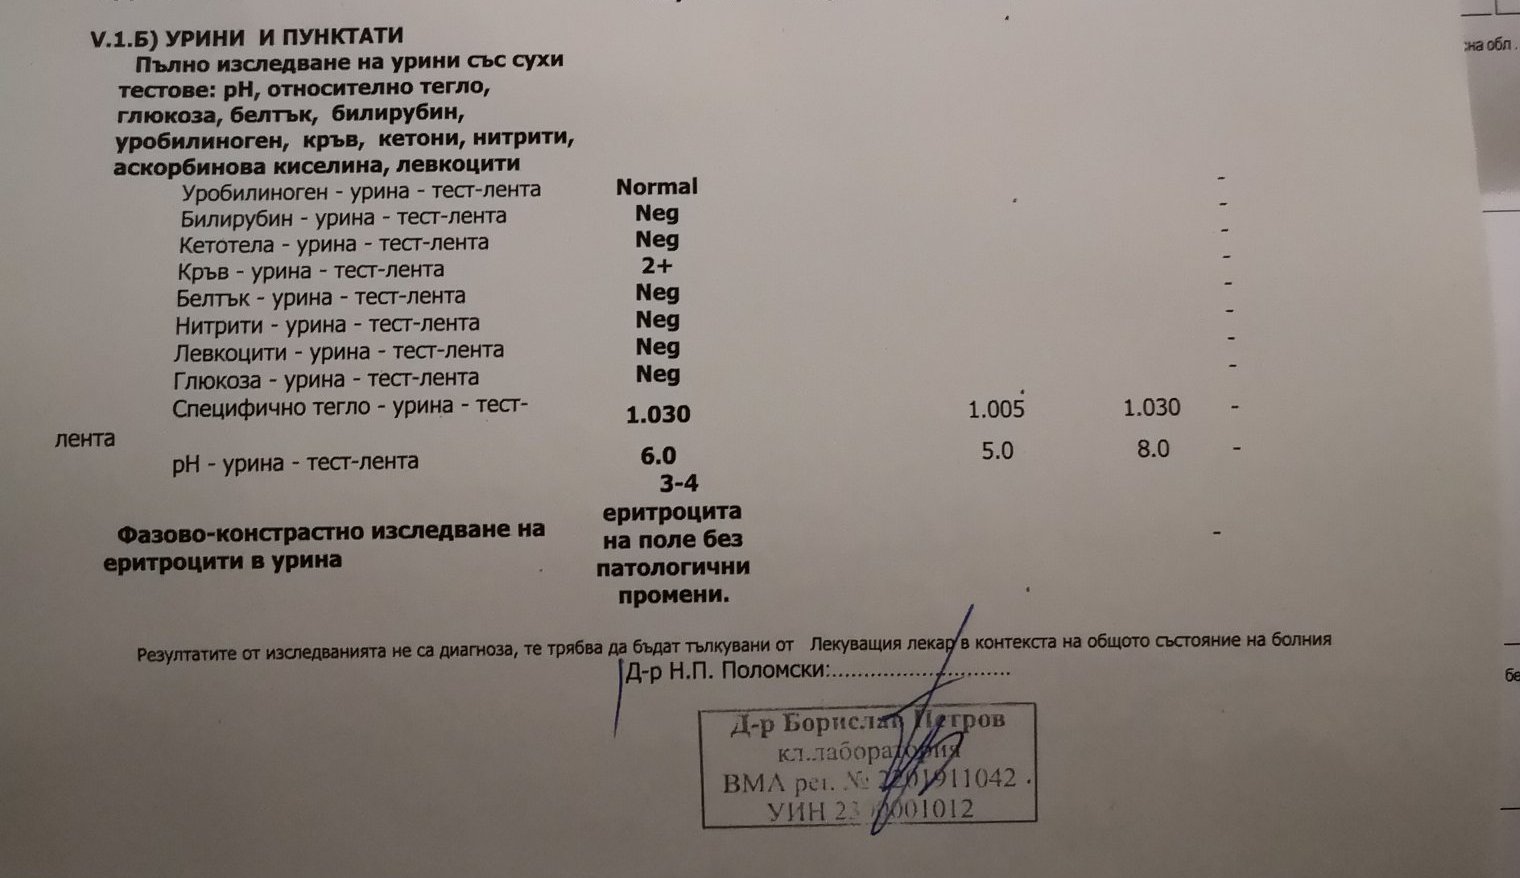 V.1.Б) УРИНИ И ПУНКТАТИ
Пълно изследване на урини със сухи
тестове: pH, относително тегло,
глюкоза, белтък, билирубин,
уробилиноген, кръв, кетони, нитрити,
аскорбинова киселина, левкоцити
Уробилиноген - урина - тест-лента Normal -
Билирубин - урина - тест-лента Neg -
Кетотела - урина - тест-лента Neg -
Кръв - урина - тест-лента 2+ -
Белтък - урина - тест-лента Neg -
Нитрити - урина - тест-лента Neg -
Левкоцити - урина - тест-лента Neg -
Глюкоза - урина - тест-лента Neg -
Специфично тегло - урина - тест- 1.030 1.005 1.030 -
лента
pH - урина - тест-лента 6.0 5.0 8.0 -
3-4
еритроцита
Фазово-констрастно изследване на на поле без -
еритроцити в урина патологични
промени.
Резултатите от изследванията не са диагноза, те трябва да бъдат тълкувани от Лекуващия лекар в контекста на общото състояние на болния
Д-р Н.П. Поломски:..............................
Д-р Борислав Петров
кл.лаборатория
ВМА рег. № 2201911042
УИН 23 0001012
на обл.
бе